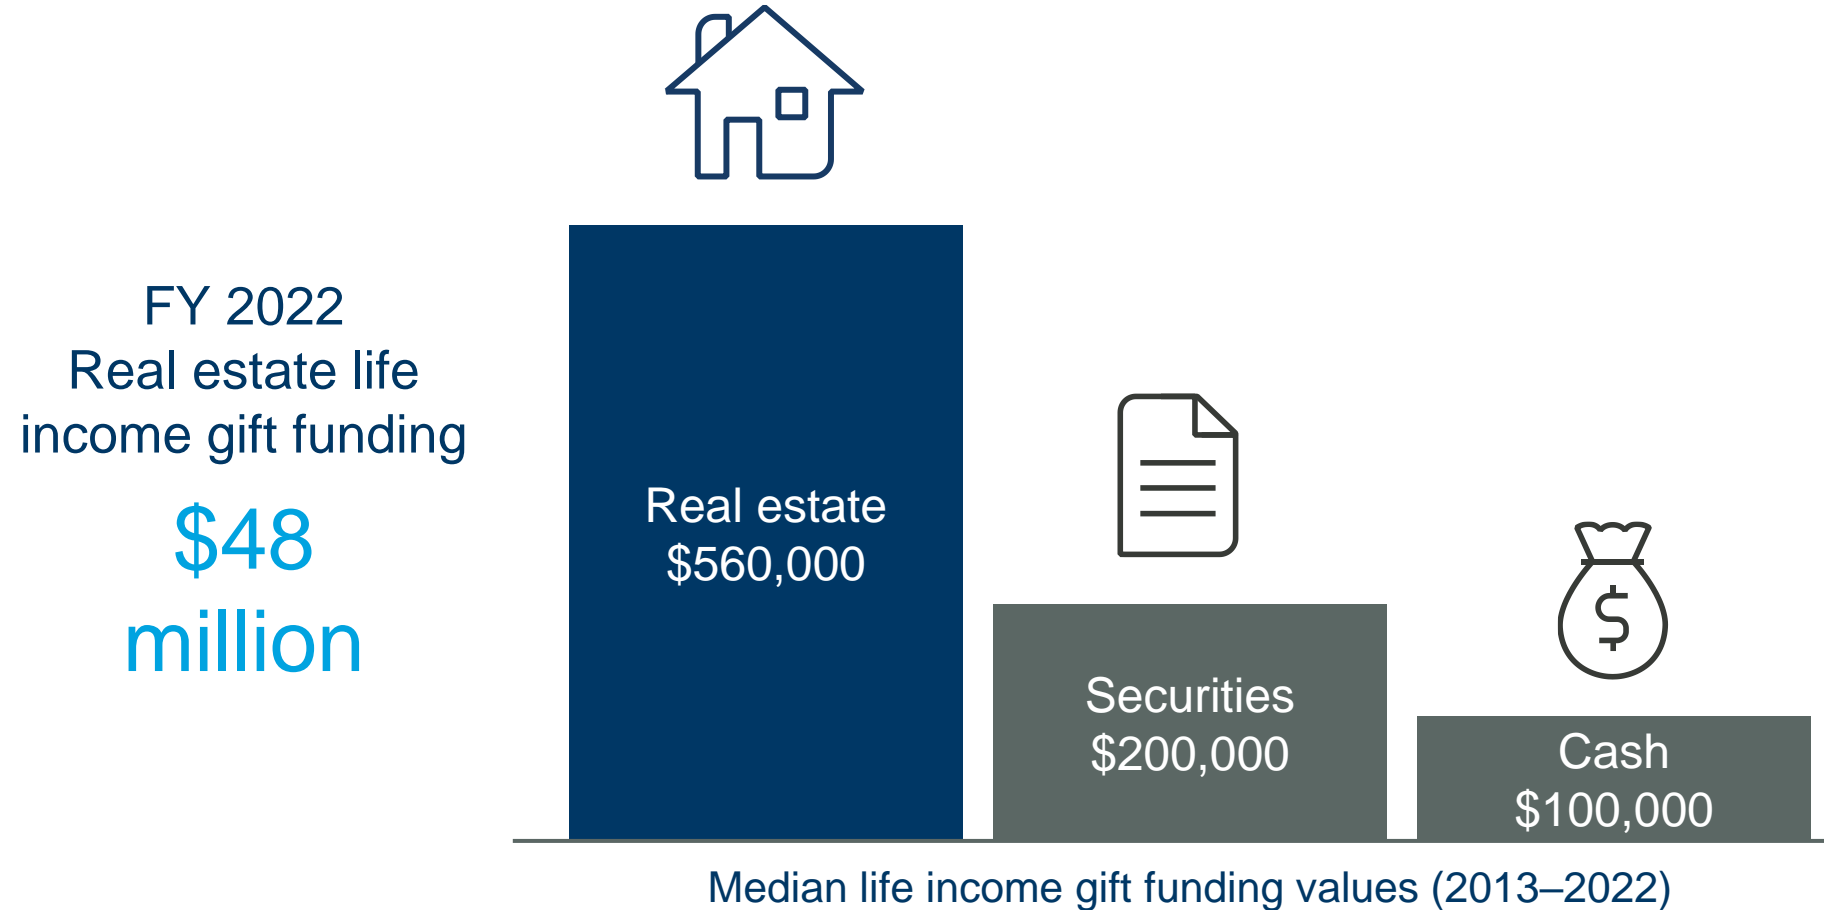 FY 2022
Real estate life
income gift funding
$48
million
Real estate
$560,000
Securities
$200,000
$
Cash
$100,000
Median life income gift funding values (2013–2022)